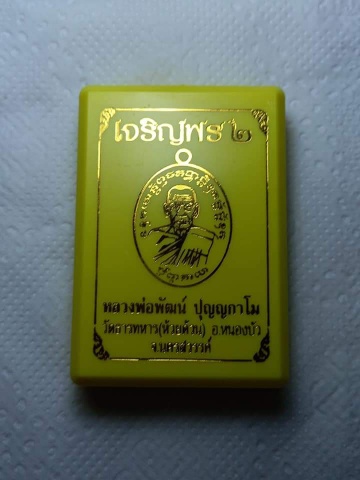 เจริญพร ๒
หลวงพ่อพัฒน์ ปุญญกาโม
วัดธารทหาร(ห้วยด้วน) อ.หนองบัว
จ.นครสวรรค์